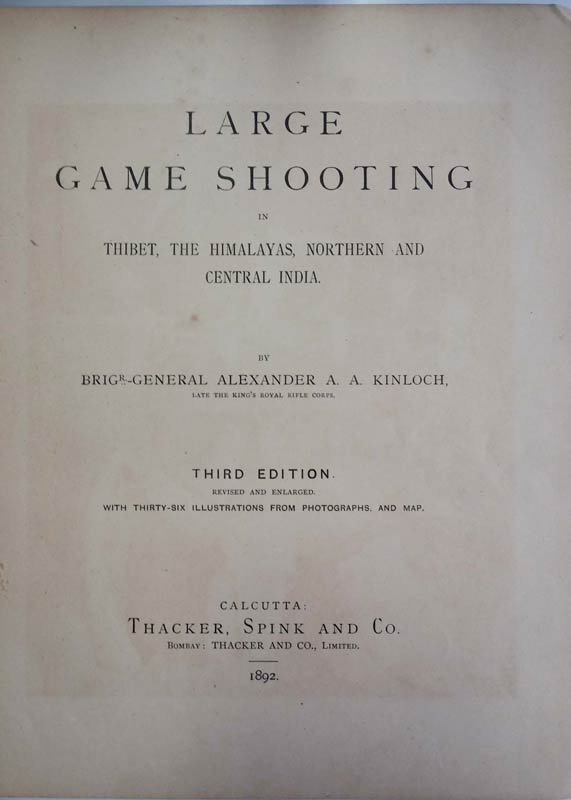 LARGE
GAME SHOOTING
IN
THIBET, THE HIMALAYAS, NORTHERN AND
CENTRAL INDIA.
BY
BRIGR.-GENERAL ALEXANDER A. A. KINLOCH,
LATE THE KING'S ROYAL RIFLE CORPS.
THIRD EDITION.
REVISED AND ENLARGED.
WITH THIRTY-SIX ILLUSTRATIONS FROM PHOTOGRAPHS, AND MAP.
CALCUTTA:
THACKER, SPINK AND CO.
BOMBAY: THACKER AND CO., LIMITED.
1892.